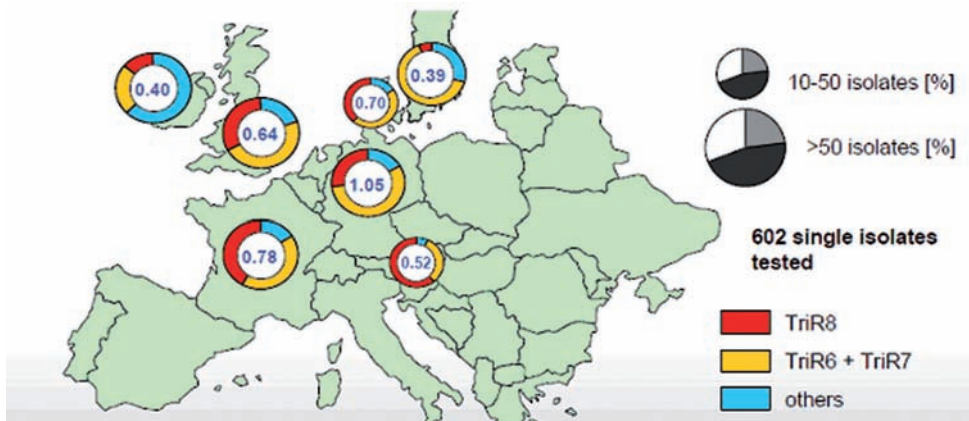 0.40
0.64
0.70
0.39
1.05
0.78
0.52
10-50 isolates [%]
>50 isolates [%]
602 single isolates
tested
TriR8
TriR6 + TriR7
others